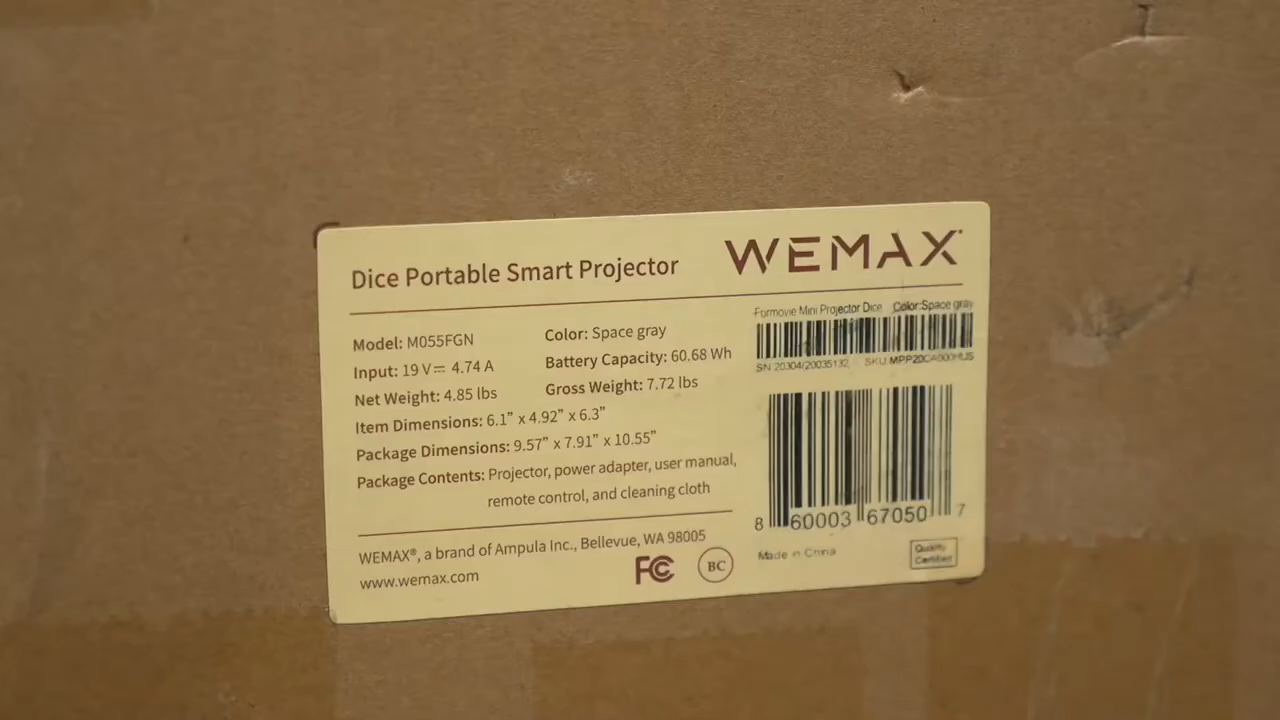 Dice Portable Smart Projector
WEMAX
Model: M055FGN
Color: Space gray
Input: 19 V⎓ 4.74 A
Battery Capacity: 60.68 Wh
Net Weight: 4.85 lbs
Gross Weight: 7.72 lbs
Item Dimensions: 6.1” x 4.92” x 6.3”
Package Dimensions: 9.57” x 7.91” x 10.55”
Package Contents: Projector, power adapter, user manual,
remote control, and cleaning cloth
WEMAX®, a brand of Ampula Inc., Bellevue, WA 98005
www.wemax.com
FC
BC
Formovie Mini Projector Dice Color:Space gray
SN 20304/20035132 SKU
8 60003 67050 7
Made in China
Quality
Certified